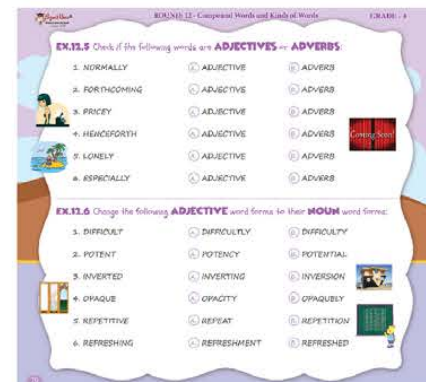 ROUND: 12 - Component Words and Kinds of Words GRADE - 4
EX.12.5 Check if the following words are ADJECTIVES or ADVERBS:
1. NORMALLY A. ADJECTIVE B. ADVERB
2. FORTHCOMING A. ADJECTIVE B. ADVERB
3. PRICEY A. ADJECTIVE B. ADVERB
4. HENCEFORTH A. ADJECTIVE B. ADVERB
Coming Soon!
5. LONELY A. ADJECTIVE B. ADVERB
6. ESPECIALLY A. ADJECTIVE B. ADVERB
EX.12.6 Change the following ADJECTIVE word forms to their NOUN word forms:
1. DIFFICULT A. DIFFICULTLY B. DIFFICULTY
2. POTENT A. POTENCY B. POTENTIAL
3. INVERTED A. INVERTING B. INVERSION
4. OPAQUE A. OPACITY B. OPAQUELY
5. REPETITIVE A. REPEAT B. REPETITION
6. REFRESHING A. REFRESHMENT B. REFRESHED